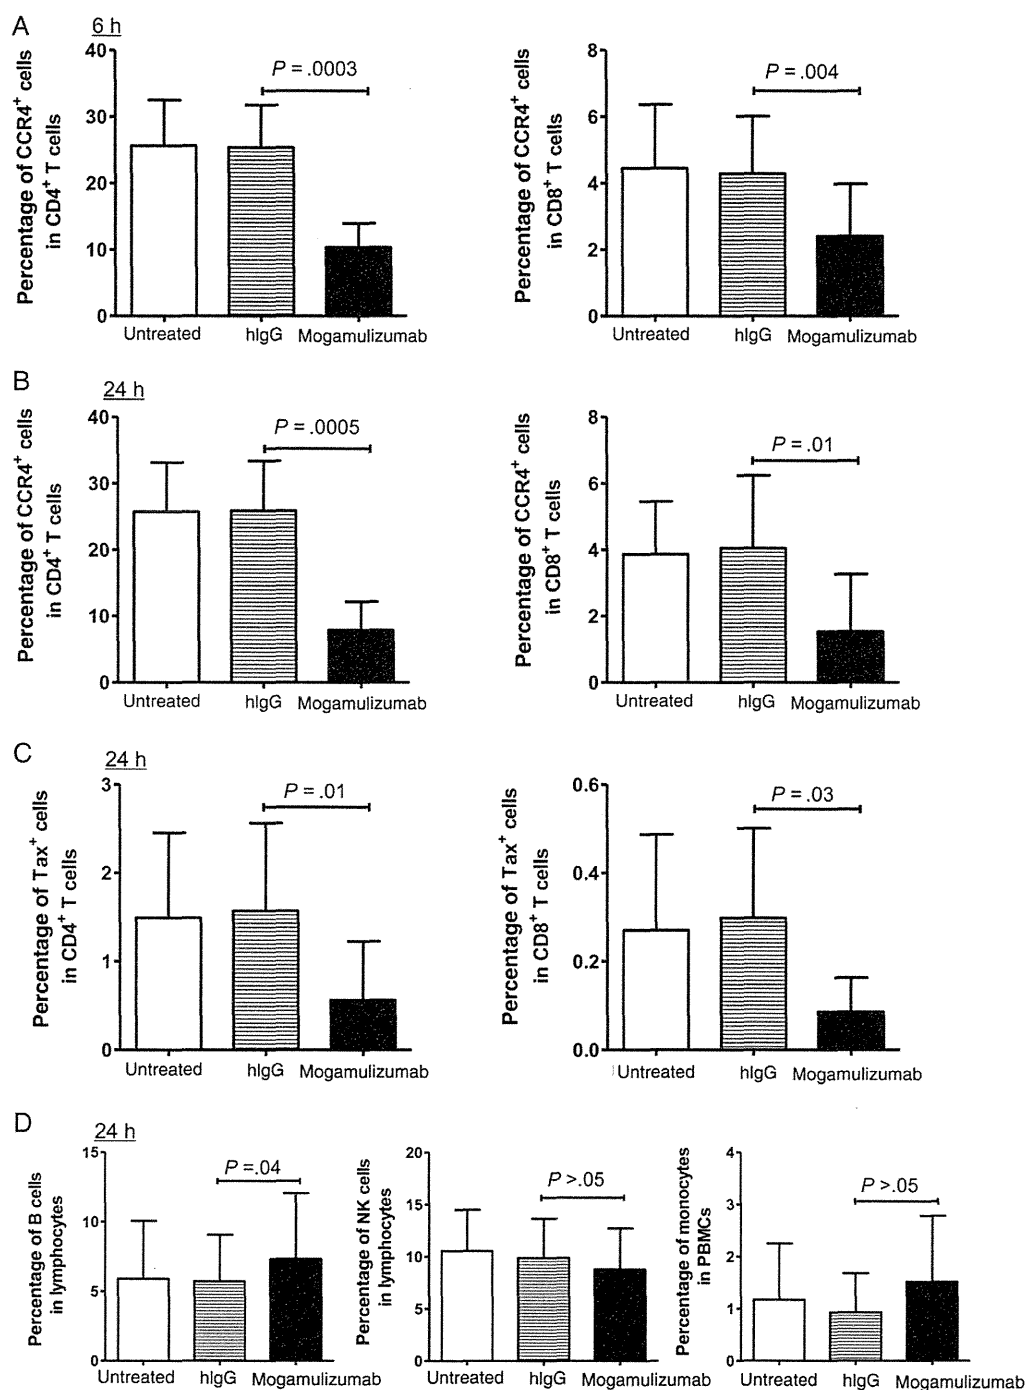 A
6 h
Percentage of CCR4+ cells
in CD4+ T cells
40
30
20
10
0
P = .0003
Untreated
hIgG
Mogamulizumab
Percentage of CCR4+ cells
in CD8+ T cells
8
6
4
2
0
P = .004
Untreated
hIgG
Mogamulizumab
B
24 h
Percentage of CCR4+ cells
in CD4+ T cells
40
30
20
10
0
P = .0005
Untreated
hIgG
Mogamulizumab
Percentage of CCR4+ cells
in CD8+ T cells
8
6
4
2
0
P = .01
Untreated
hIgG
Mogamulizumab
C
24 h
Percentage of Tax+ cells
in CD4+ T cells
3
2
1
0
P = .01
Untreated
hIgG
Mogamulizumab
Percentage of Tax+ cells
in CD8+ T cells
0.6
0.4
0.2
0.0
P = .03
Untreated
hIgG
Mogamulizumab
D
24 h
Percentage of B cells
in lymphocytes
15
10
5
0
P =.04
Untreated
hIgG
Mogamulizumab
Percentage of NK cells
in lymphocytes
20
15
10
5
0
P >.05
Untreated
hIgG
Mogamulizumab
Percentage of monocytes
in PBMCs
4
3
2
1
0
P >.05
Untreated
hIgG
Mogamulizumab